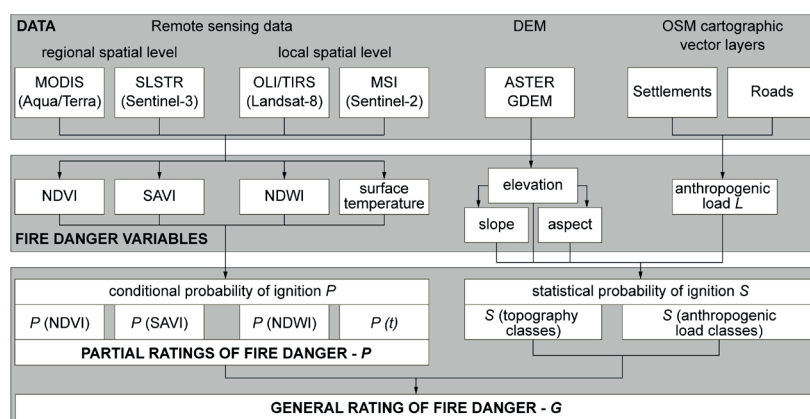 DATA
Remote sensing data
DEM
OSM cartographic
vector layers
regional spatial level
local spatial level
MODIS
(Aqua/Terra)
SLSTR
(Sentinel-3)
OLI/TIRS
(Landsat-8)
MSI
(Sentinel-2)
ASTER
GDEM
Settlements
Roads
NDVI
SAVI
NDWI
surface
temperature
elevation
slope
aspect
anthropogenic
load L
FIRE DANGER VARIABLES
conditional probability of ignition P
statistical probability of ignition S
P (NDVI)
P (SAVI)
P (NDWI)
P (t)
S (topography
classes)
S (anthropogenic
load classes)
PARTIAL RATINGS OF FIRE DANGER - P
GENERAL RATING OF FIRE DANGER - G